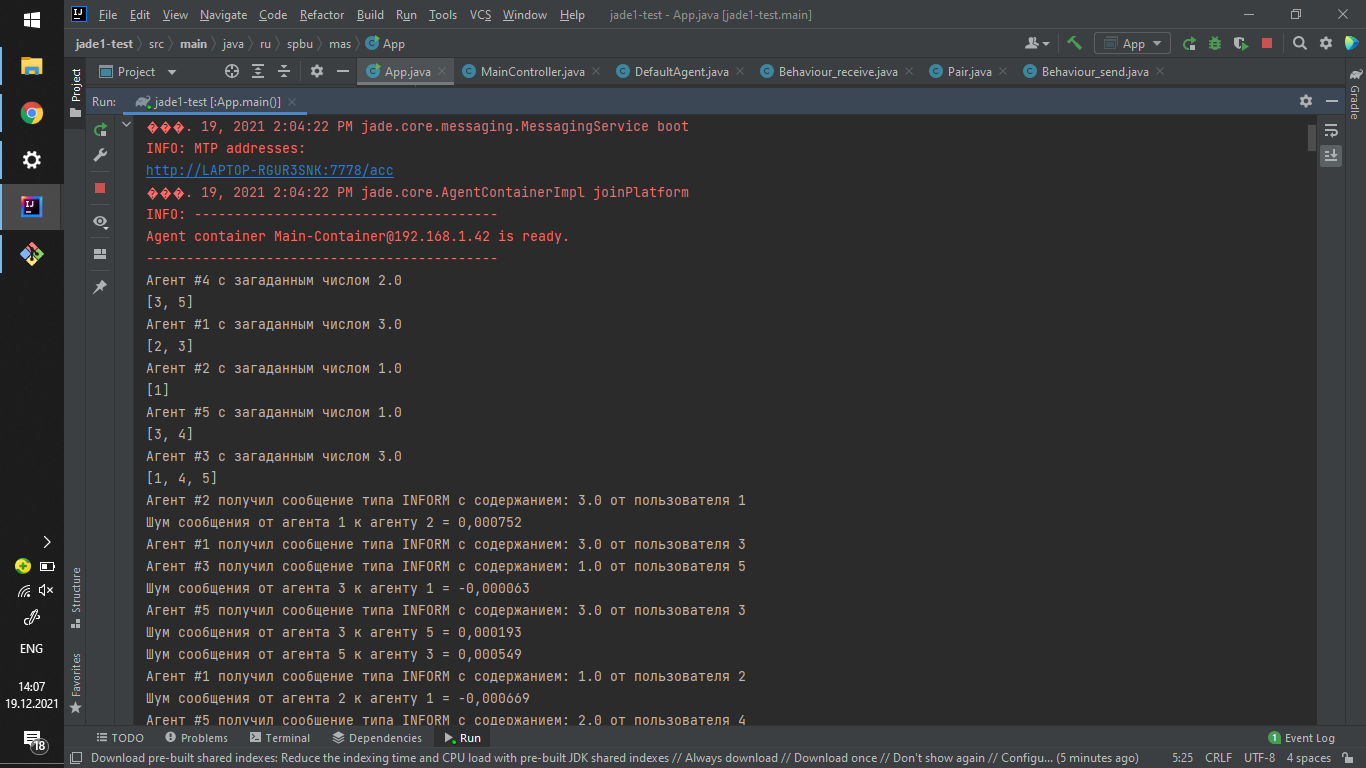 File Edit View Navigate Code Refactor Build Run Tools VCS Window Help jade1-test - App.java [jade1-test.main]
jade1-test src main java ru spbu mas App App
Project App.java MainController.java DefaultAgent.java Behaviour_receive.java Pair.java Behaviour_send.java
Project
Gradle
Run: jade1-test [:App.main()]
���. 19, 2021 2:04:22 PM jade.core.messaging.MessagingService boot
INFO: MTP addresses:
http://LAPTOP-RGUR3SNK:7778/acc
���. 19, 2021 2:04:22 PM jade.core.AgentContainerImpl joinPlatform
INFO: --------------------------------------
Agent container Main-Container@192.168.1.42 is ready.
--------------------------------------------
Агент #4 с загаданным числом 2.0
[3, 5]
Агент #1 с загаданным числом 3.0
[2, 3]
Агент #2 с загаданным числом 1.0
[1]
Агент #5 с загаданным числом 1.0
[3, 4]
Агент #3 с загаданным числом 3.0
[1, 4, 5]
Агент #2 получил сообщение типа INFORM с содержанием: 3.0 от пользователя 1
Шум сообщения от агента 1 к агенту 2 = 0,000752
Агент #1 получил сообщение типа INFORM с содержанием: 3.0 от пользователя 3
Агент #3 получил сообщение типа INFORM с содержанием: 1.0 от пользователя 5
Шум сообщения от агента 3 к агенту 1 = -0,000063
Агент #5 получил сообщение типа INFORM с содержанием: 3.0 от пользователя 3
Шум сообщения от агента 3 к агенту 5 = 0,000193
Шум сообщения от агента 5 к агенту 3 = 0,000549
Агент #1 получил сообщение типа INFORM с содержанием: 1.0 от пользователя 2
Шум сообщения от агента 2 к агенту 1 = -0,000669
Агент #5 получил сообщение типа INFORM с содержанием: 2.0 от пользователя 4
Structure
Favorites
ENG
14:07
19.12.2021
18
TODO Problems Terminal Dependencies Run 1 Event Log
Download pre-built shared indexes: Reduce the indexing time and CPU load with pre-built JDK shared indexes // Always download // Download once // Don't show again // Configu... (5 minutes ago) 5:25 CRLF UTF-8 4 spaces